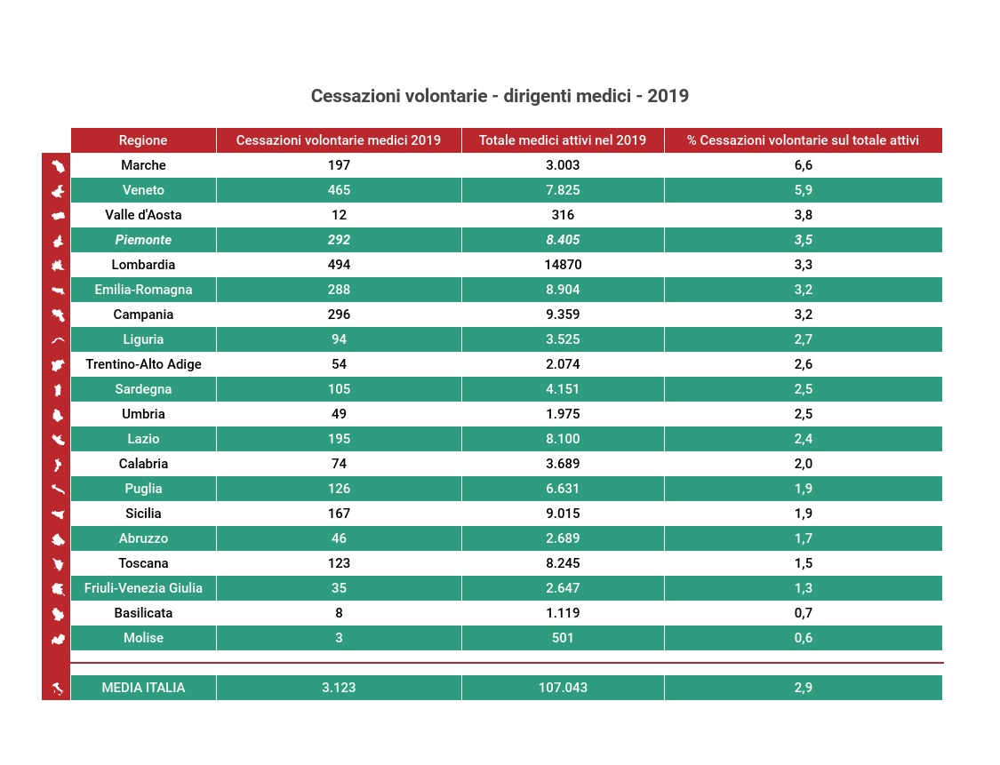 Cessazioni volontarie - dirigenti medici - 2019
Regione Cessazioni volontarie medici 2019 Totale medici attivi nel 2019 % Cessazioni volontarie sul totale attivi
Marche 197 3.003 6,6
Veneto 465 7.825 5,9
Valle d'Aosta 12 316 3,8
Piemonte 292 8.405 3,5
Lombardia 494 14870 3,3
Emilia-Romagna 288 8.904 3,2
Campania 296 9.359 3,2
Liguria 94 3.525 2,7
Trentino-Alto Adige 54 2.074 2,6
Sardegna 105 4.151 2,5
Umbria 49 1.975 2,5
Lazio 195 8.100 2,4
Calabria 74 3.689 2,0
Puglia 126 6.631 1,9
Sicilia 167 9.015 1,9
Abruzzo 46 2.689 1,7
Toscana 123 8.245 1,5
Friuli-Venezia Giulia 35 2.647 1,3
Basilicata 8 1.119 0,7
Molise 3 501 0,6
MEDIA ITALIA 3.123 107.043 2,9